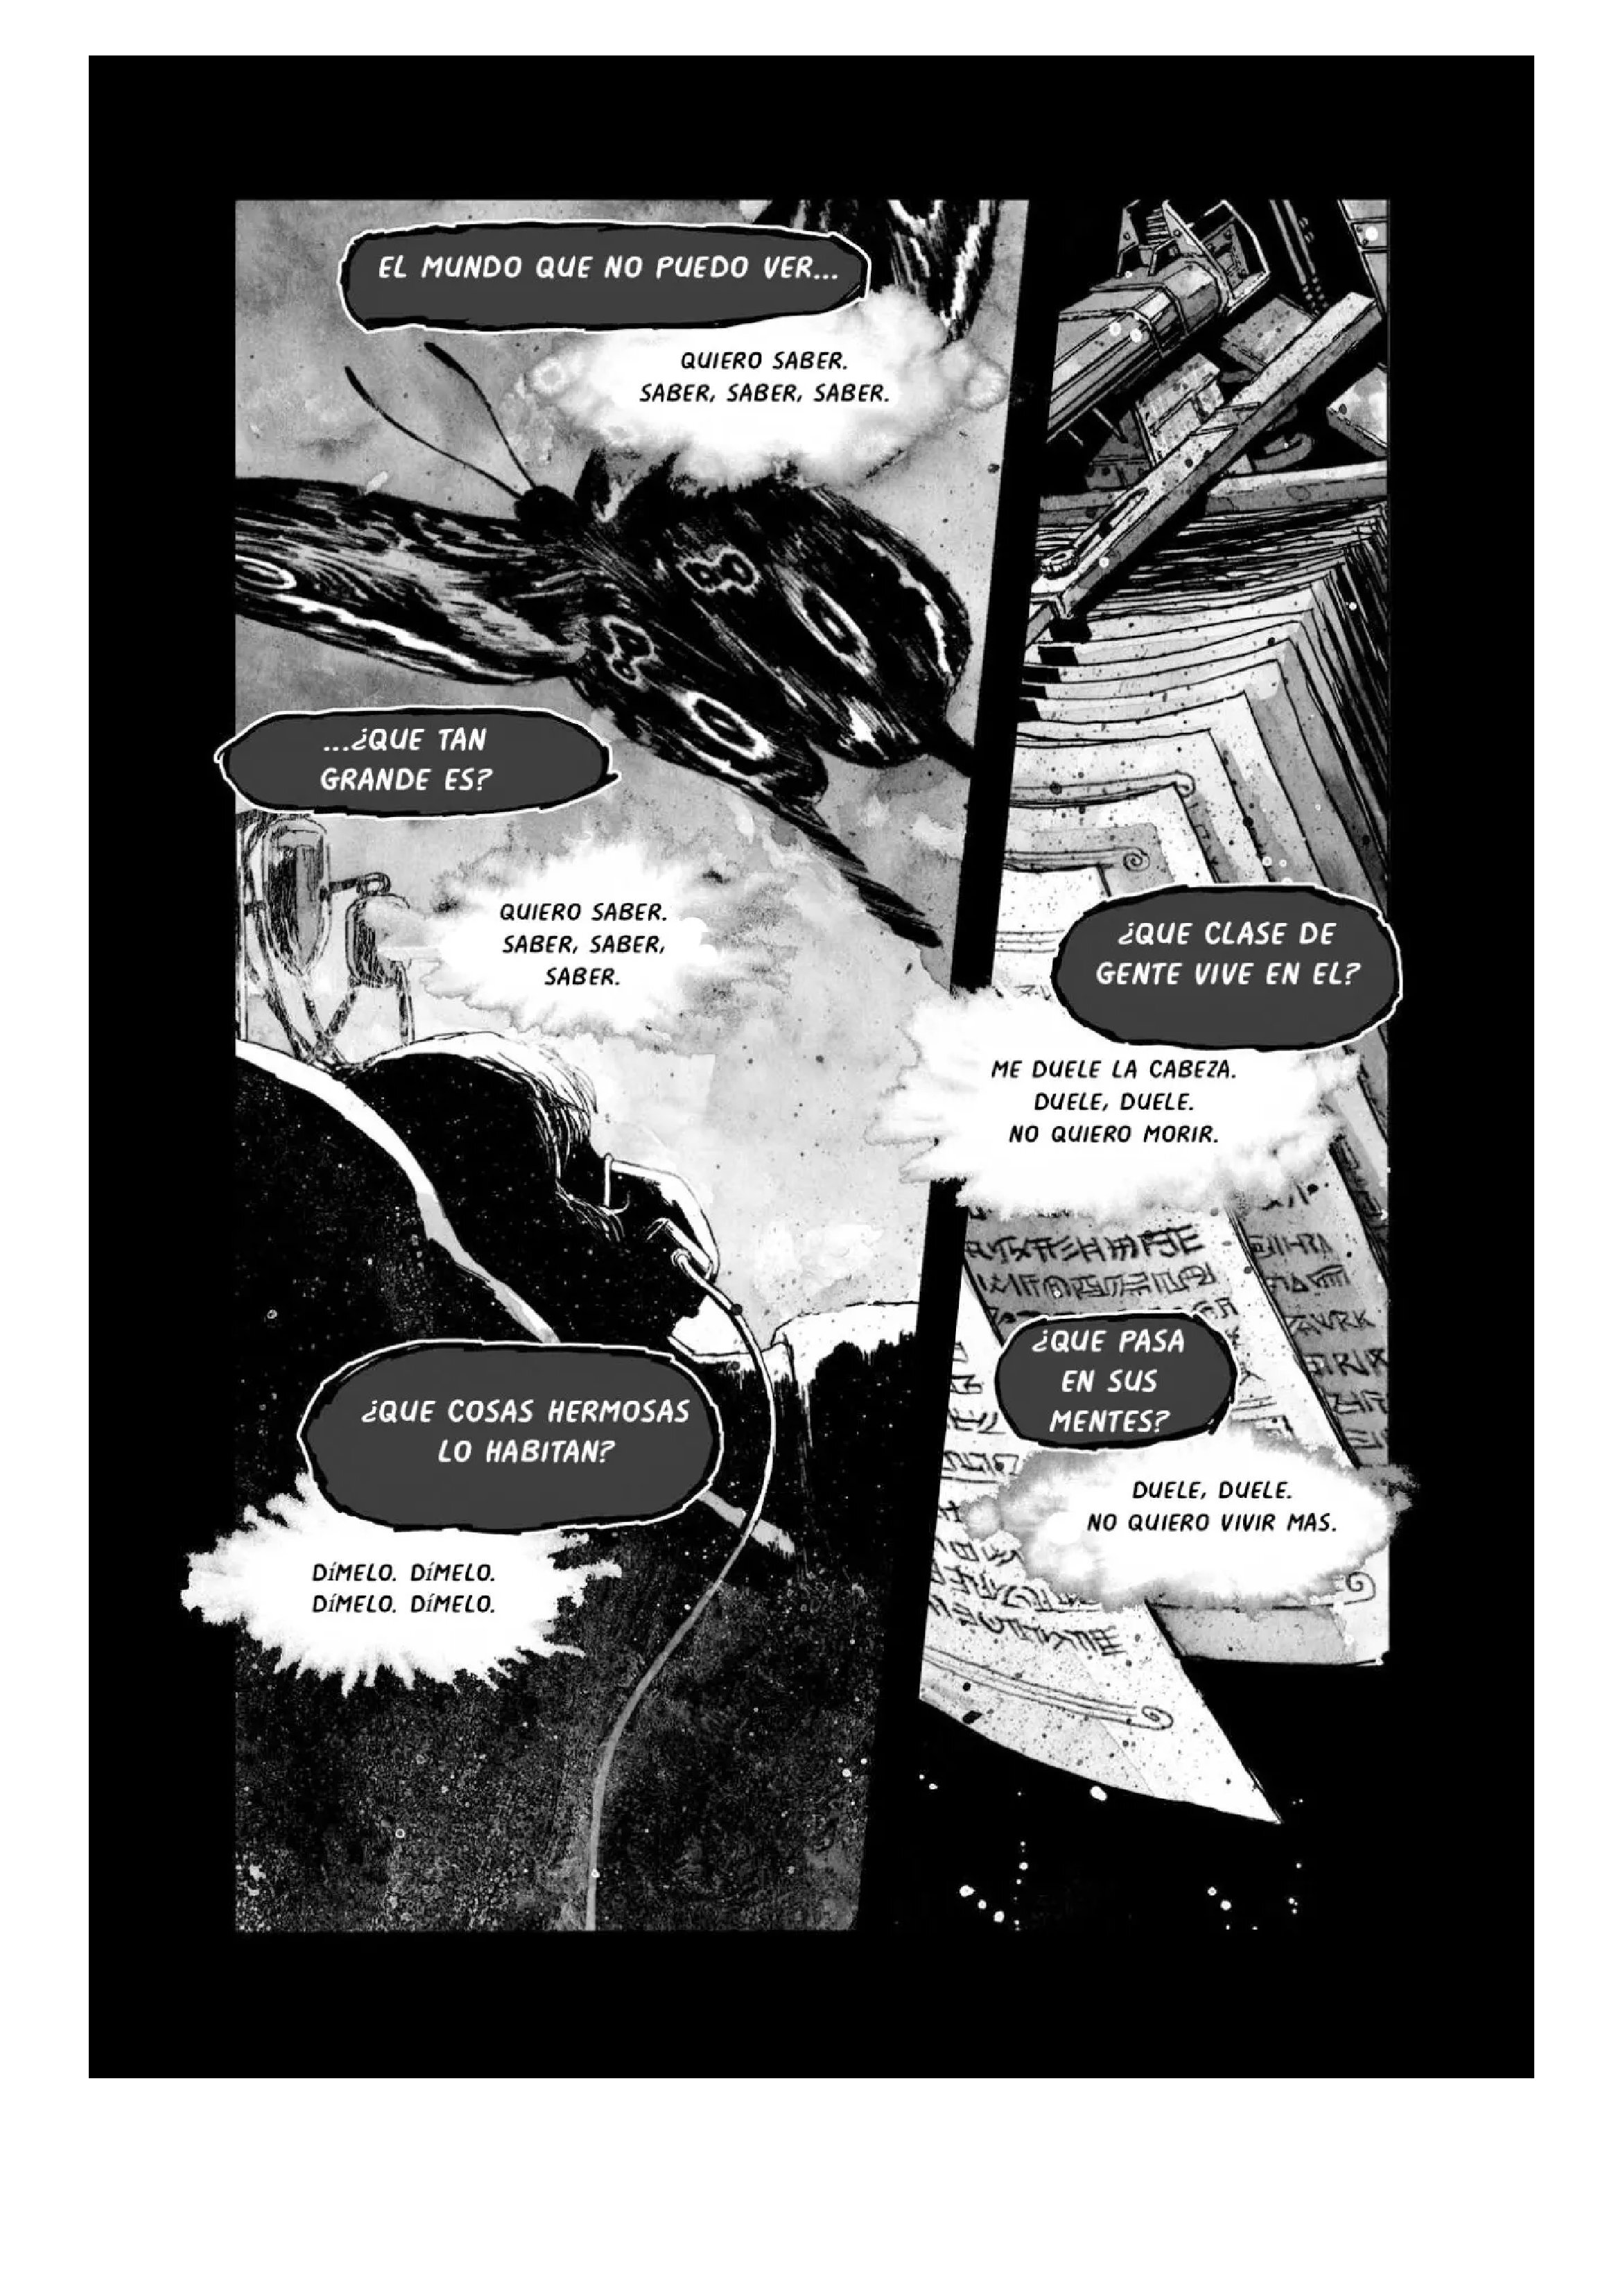 EL MUNDO QUE NO PUEDO VER...
QUIERO SABER.
SABER, SABER, SABER.
...¿QUE TAN
GRANDE ES?
QUIERO SABER.
SABER, SABER,
SABER.
¿QUE COSAS HERMOSAS
LO HABITAN?
DÍMELO. DÍMELO.
DÍMELO. DÍMELO.
¿QUE CLASE DE
GENTE VIVE EN EL?
ME DUELE LA CABEZA.
DUELE, DUELE.
NO QUIERO MORIR.
¿QUE PASA
EN SUS
MENTES?
DUELE, DUELE.
NO QUIERO VIVIR MAS.